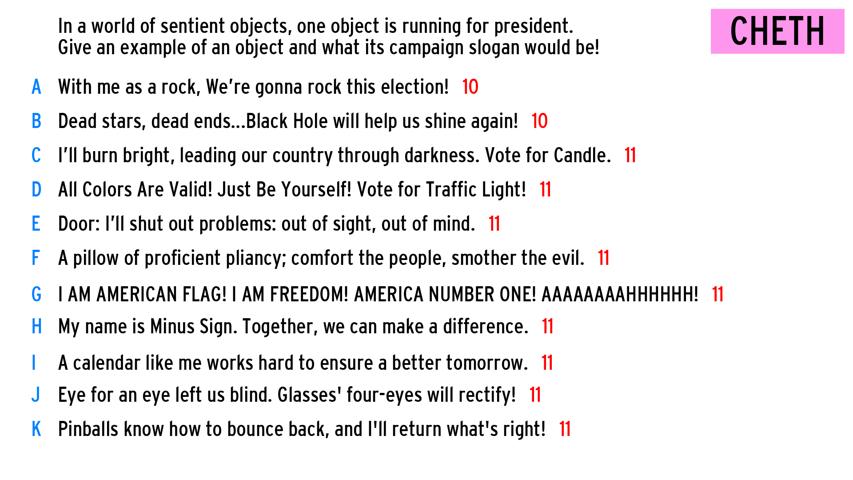 In a world of sentient objects, one object is running for president.
Give an example of an object and what its campaign slogan would be!
CHETH
A With me as a rock, We're gonna rock this election! 10
B Dead stars, dead ends...Black Hole will help us shine again! 10
C I'll burn bright, leading our country through darkness. Vote for Candle. 11
D All Colors Are Valid! Just Be Yourself! Vote for Traffic Light! 11
E Door: I'll shut out problems: out of sight, out of mind. 11
F A pillow of proficient pliancy; comfort the people, smother the evil. 11
G I AM AMERICAN FLAG! I AM FREEDOM! AMERICA NUMBER ONE! AAAAAAAAHHHHHH! 11
H My name is Minus Sign. Together, we can make a difference. 11
I A calendar like me works hard to ensure a better tomorrow. 11
J Eye for an eye left us blind. Glasses' four-eyes will rectify! 11
K Pinballs know how to bounce back, and I'll return what's right! 11